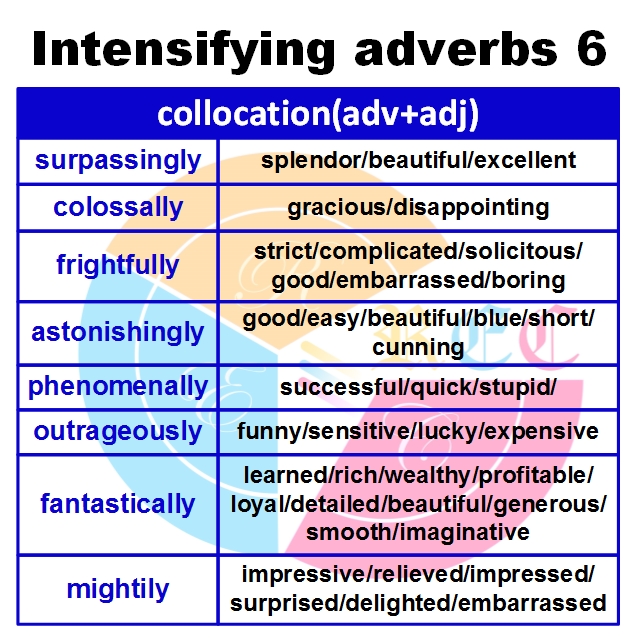 Intensifying adverbs 6
collocation(adv+adj)
surpassingly splendor/beautiful/excellent
colossally gracious/disappointing
frightfully strict/complicated/solicitous/
good/embarrassed/boring
astonishingly good/easy/beautiful/blue/short/
cunning
phenomenally successful/quick/stupid/
outrageously funny/sensitive/lucky/expensive
fantastically learned/rich/wealthy/profitable/
loyal/detailed/beautiful/generous/
smooth/imaginative
mightily impressive/relieved/impressed/
surprised/delighted/embarrassed
REC
R
E
C